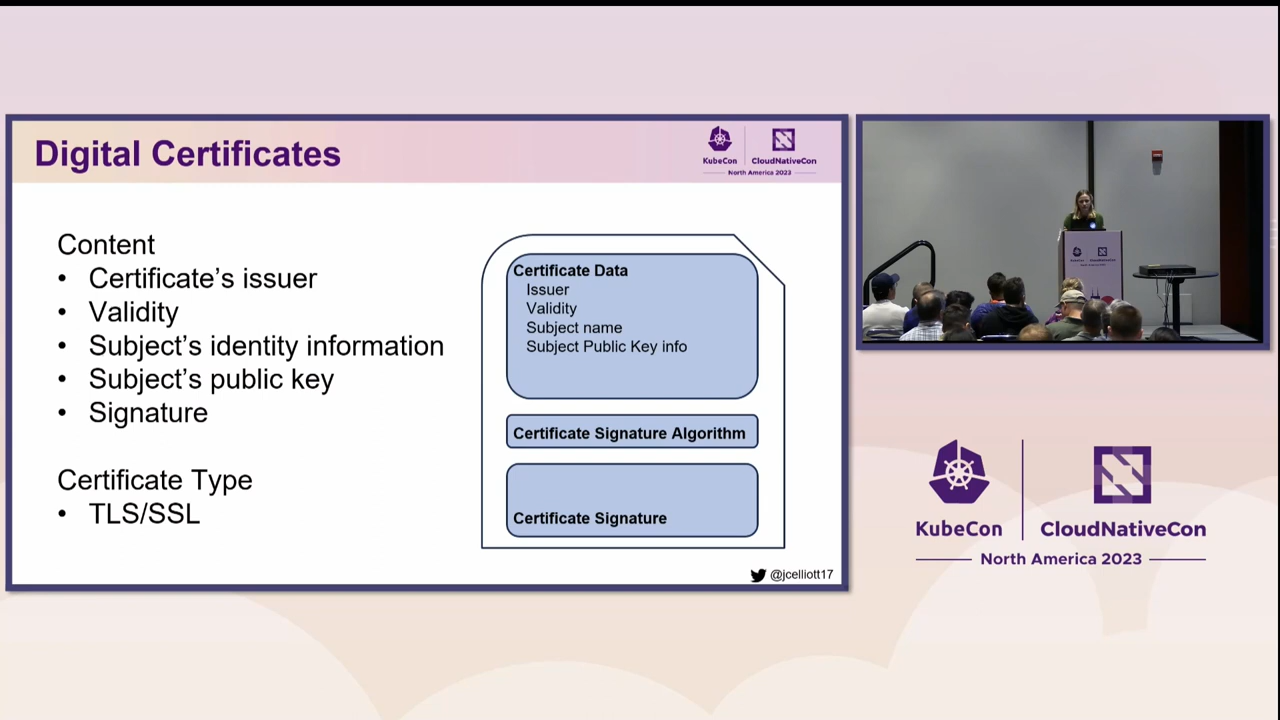 Digital Certificates
KubeCon
CloudNativeCon
North America 2023
Content
• Certificate's issuer
• Validity
• Subject's identity information
• Subject's public key
• Signature
Certificate Type
• TLS/SSL
Certificate Data
Issuer
Validity
Subject name
Subject Public Key info
Certificate Signature Algorithm
Certificate Signature
@jcelliott17
KubeCon
CloudNativeCon
North America 2023